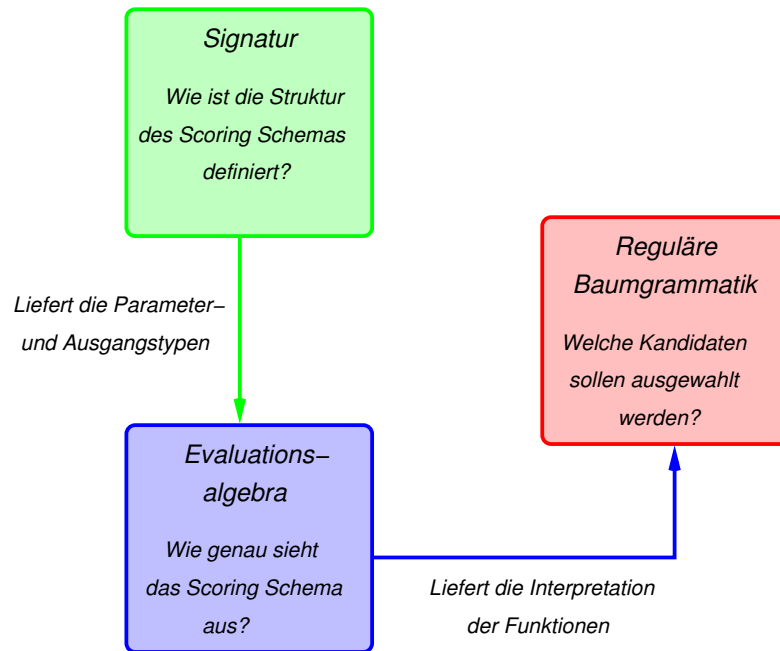 Signatur
Wie ist die Struktur
des Scoring Schemas
definiert?
Liefert die Parameter–
und Ausgangstypen
Reguläre
Baumgrammatik
Welche Kandidaten
sollen ausgewahlt
werden?
Evaluations–
algebra
Wie genau sieht
das Scoring Schema
aus?
Liefert die Interpretation
der Funktionen